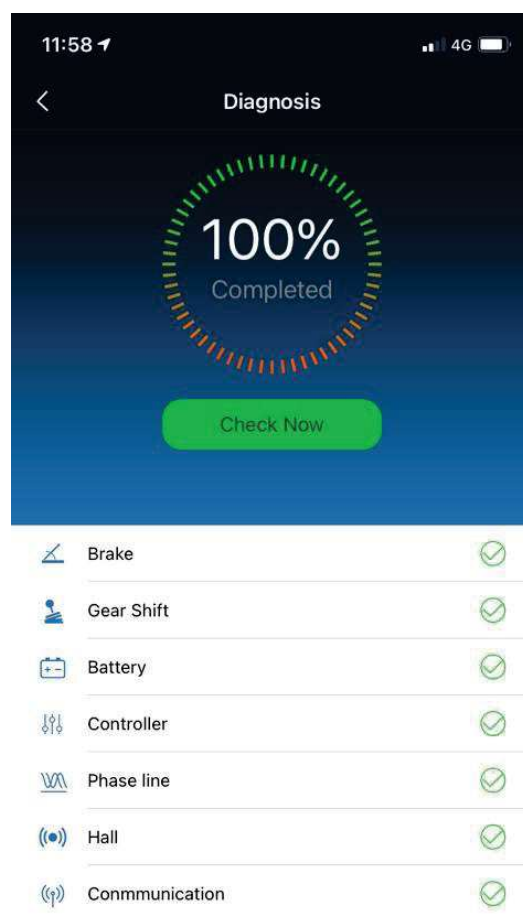 11:58
4G
Diagnosis
100%
Completed
Check Now
Brake
Gear Shift
Battery
Controller
Phase line
Hall
Conmmunication